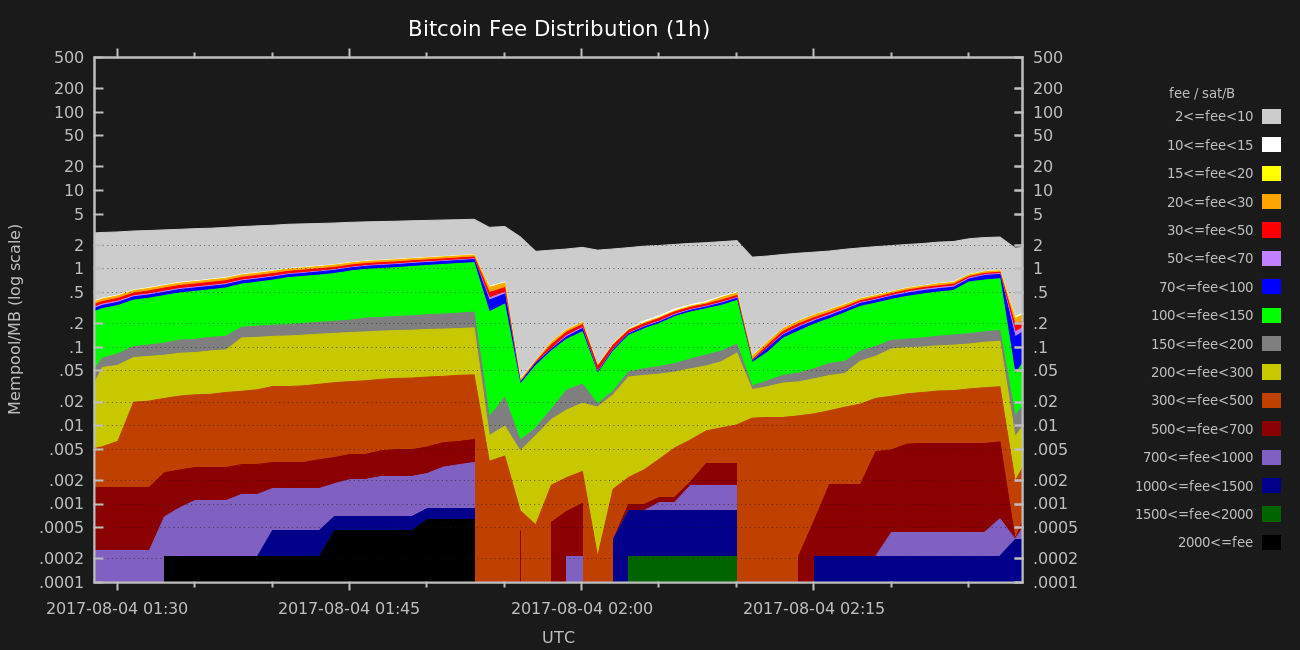 Bitcoin Fee Distribution (1h)
500 500
200 200
100 100
50 50
20 20
10 10
5 5
2 2
1 1
.5 .5
.2 .2
.1 .1
.05 .05
.02 .02
.01 .01
.005 .005
.002 .002
.001 .001
.0005 .0005
.0002 .0002
.0001 .0001
Mempool/MB (log scale)
2017-08-04 01:30 2017-08-04 01:45 2017-08-04 02:00 2017-08-04 02:15
UTC
fee / sat/B
2<=fee<10
10<=fee<15
15<=fee<20
20<=fee<30
30<=fee<50
50<=fee<70
70<=fee<100
100<=fee<150
150<=fee<200
200<=fee<300
300<=fee<500
500<=fee<700
700<=fee<1000
1000<=fee<1500
1500<=fee<2000
2000<=fee